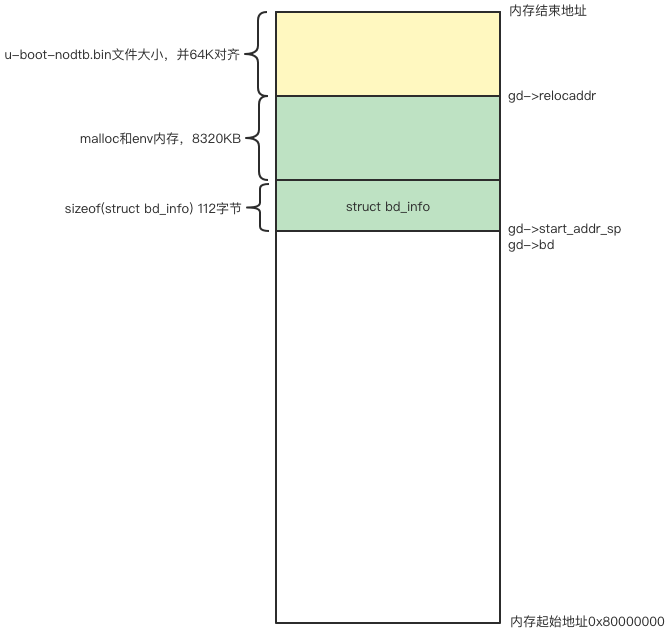 内存结束地址
u-boot-nodtb.bin文件大小，并64K对齐
gd->relocaddr
malloc和env内存，8320KB
sizeof(struct bd_info) 112字节
struct bd_info
gd->start_addr_sp
gd->bd
内存起始地址0x80000000